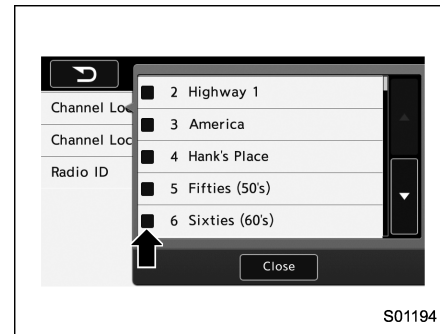 2 Highway 1
Channel Loc
3 America
Channel Loc
4 Hank's Place
Radio ID
5 Fifties (50's)
6 Sixties (60's)
Close
S01194